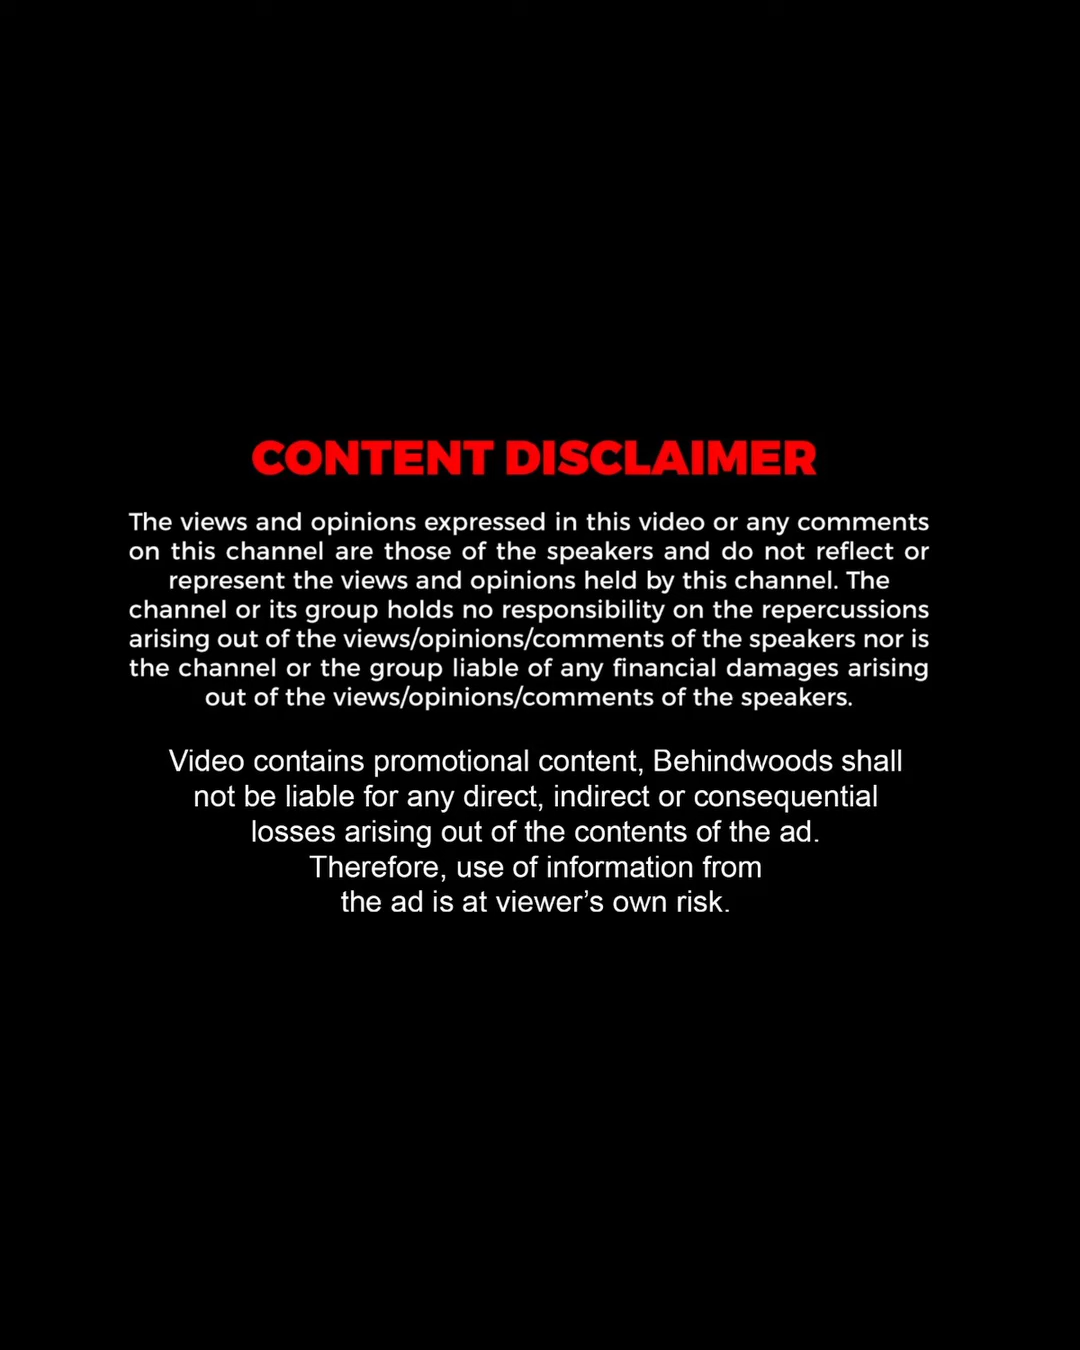 CONTENT DISCLAIMER
The views and opinions expressed in this video or any comments
on this channel are those of the speakers and do not reflect or
represent the views and opinions held by this channel. The
channel or its group holds no responsibility on the repercussions
arising out of the views/opinions/comments of the speakers nor is
the channel or the group liable of any financial damages arising
out of the views/opinions/comments of the speakers.
Video contains promotional content, Behindwoods shall
not be liable for any direct, indirect or consequential
losses arising out of the contents of the ad.
Therefore, use of information from
the ad is at viewer’s own risk.